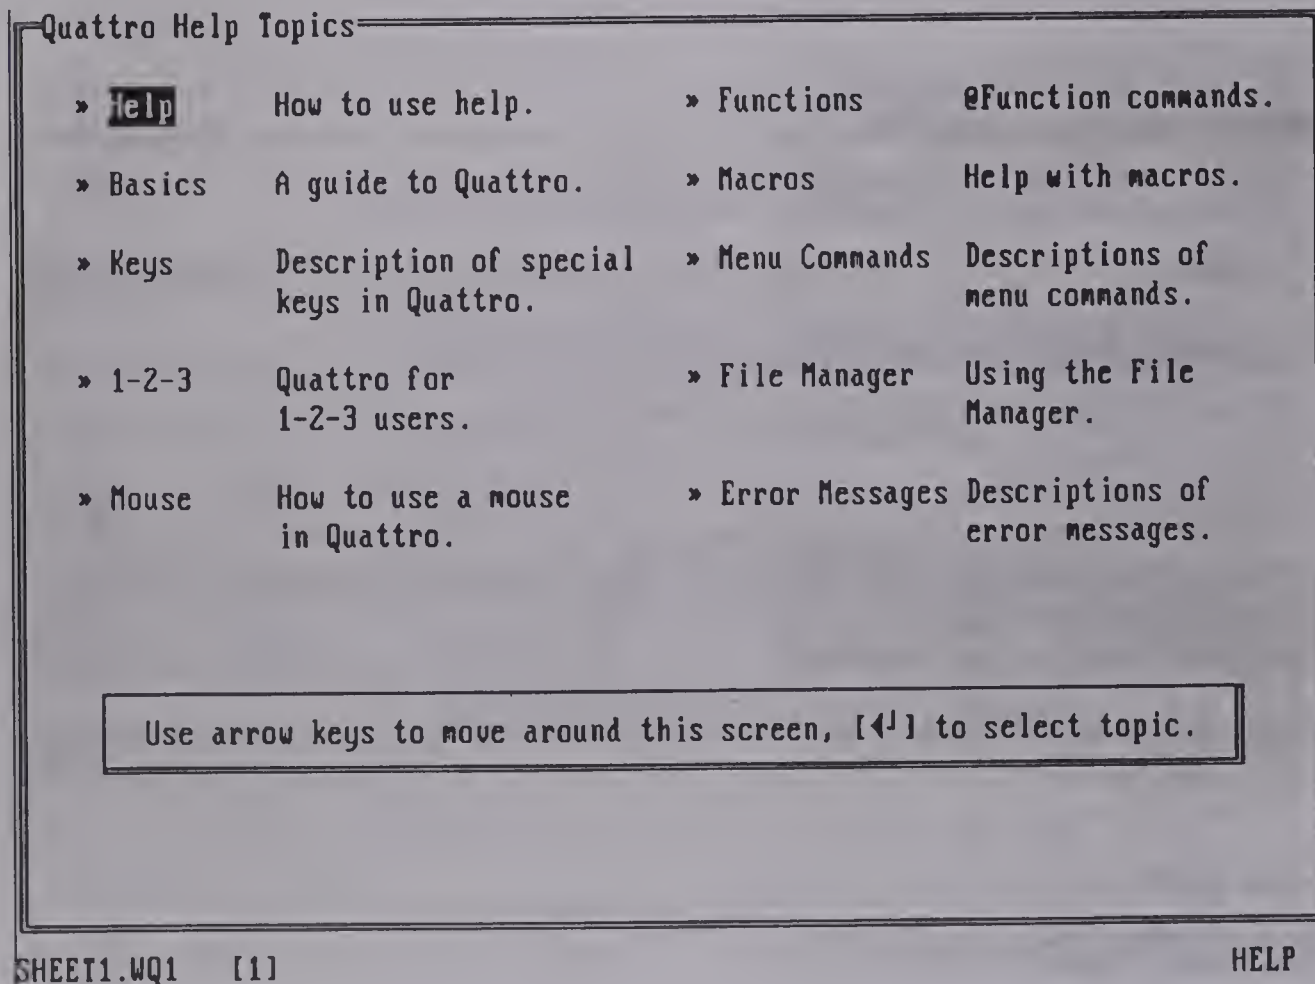 Quattro Help Topics
» Help How to use help. » Functions @Function commands.
» Basics A guide to Quattro. » Macros Help with macros.
» Keys Description of special » Menu Commands Descriptions of
keys in Quattro. menu commands.
» 1-2-3 Quattro for » File Manager Using the File
1-2-3 users. Manager.
» Mouse How to use a mouse » Error Messages Descriptions of
in Quattro. error messages.
Use arrow keys to move around this screen, [◄┘] to select topic.
SHEET1.WQ1 [1] HELP